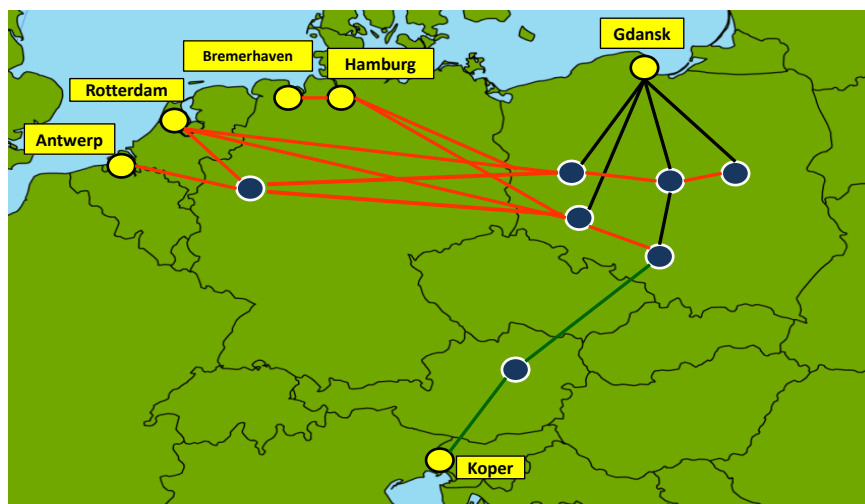 Gdansk
Bremerhaven
Hamburg
Rotterdam
Antwerp
Koper